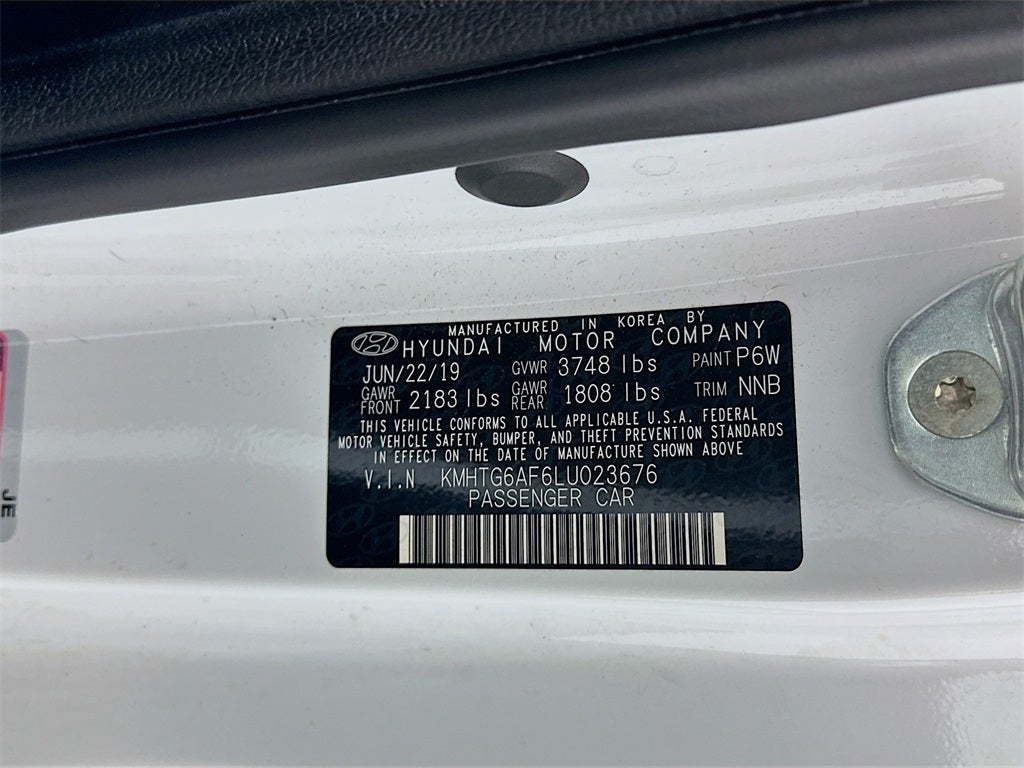 MANUFACTURED IN KOREA BY
HYUNDAI MOTOR COMPANY
JUN/22/19 GVWR 3748 lbs PAINT P6W
GAWR FRONT 2183 lbs GAWR REAR 1808 lbs TRIM NNB
THIS VEHICLE CONFORMS TO ALL APPLICABLE U.S.A. FEDERAL
MOTOR VEHICLE SAFETY, BUMPER, AND THEFT PREVENTION STANDARDS
IN EFFECT ON THE DATE OF MANUFACTURE SHOWN ABOVE
V.I.N KMHTG6AF6LU023676
PASSENGER CAR
JE